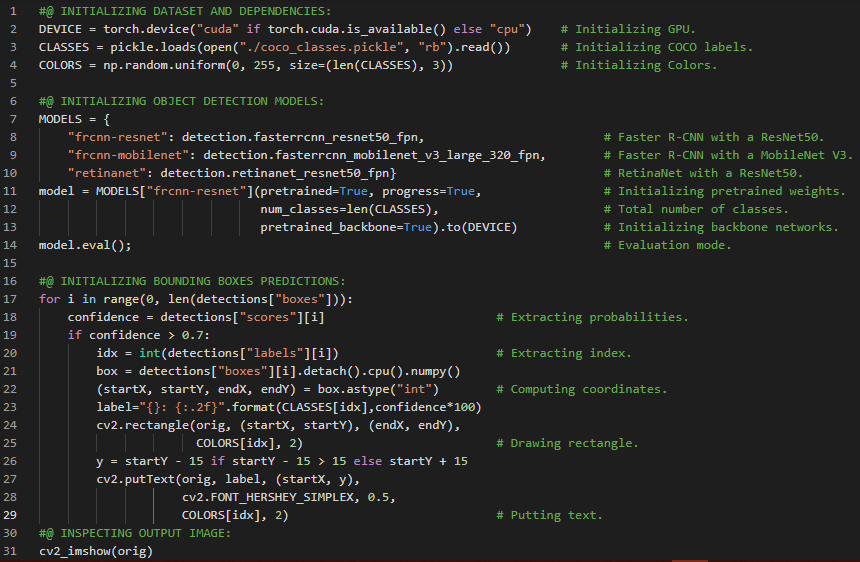 1 #@ INITIALIZING DATASET AND DEPENDENCIES:
2 DEVICE = torch.device("cuda" if torch.cuda.is_available() else "cpu")    # Initializing GPU.
3 CLASSES = pickle.loads(open("./coco_classes.pickle", "rb").read())       # Initializing COCO labels.
4 COLORS = np.random.uniform(0, 255, size=(len(CLASSES), 3))               # Initializing Colors.
5
6 #@ INITIALIZING OBJECT DETECTION MODELS:
7 MODELS = {
8     "frcnn-resnet": detection.fasterrcnn_resnet50_fpn,                         # Faster R-CNN with a ResNet50.
9     "frcnn-mobilenet": detection.fasterrcnn_mobilenet_v3_large_320_fpn,        # Faster R-CNN with a MobileNet V3.
10     "retinanet": detection.retinanet_resnet50_fpn}                             # RetinaNet with a ResNet50.
11 model = MODELS["frcnn-resnet"](pretrained=True, progress=True,                 # Initializing pretrained weights.
12                                num_classes=len(CLASSES),                       # Total number of classes.
13                                pretrained_backbone=True).to(DEVICE)            # Initializing backbone networks.
14 model.eval();                                                                  # Evaluation mode.
15
16 #@ INITIALIZING BOUNDING BOXES PREDICTIONS:
17 for i in range(0, len(detections["boxes"])):
18     confidence = detections["scores"][i]                        # Extracting probabilities.
19     if confidence > 0.7:
20         idx = int(detections["labels"][i])                      # Extracting index.
21         box = detections["boxes"][i].detach().cpu().numpy()
22         (startX, startY, endX, endY) = box.astype("int")        # Computing coordinates.
23         label="{}: {:.2f}".format(CLASSES[idx],confidence*100)
24         cv2.rectangle(orig, (startX, startY), (endX, endY),
25                       COLORS[idx], 2)                           # Drawing rectangle.
26         y = startY - 15 if startY - 15 > 15 else startY + 15
27         cv2.putText(orig, label, (startX, y),
28                     cv2.FONT_HERSHEY_SIMPLEX, 0.5,
29                     COLORS[idx], 2)                             # Putting text.
30 #@ INSPECTING OUTPUT IMAGE:
31 cv2_imshow(orig)